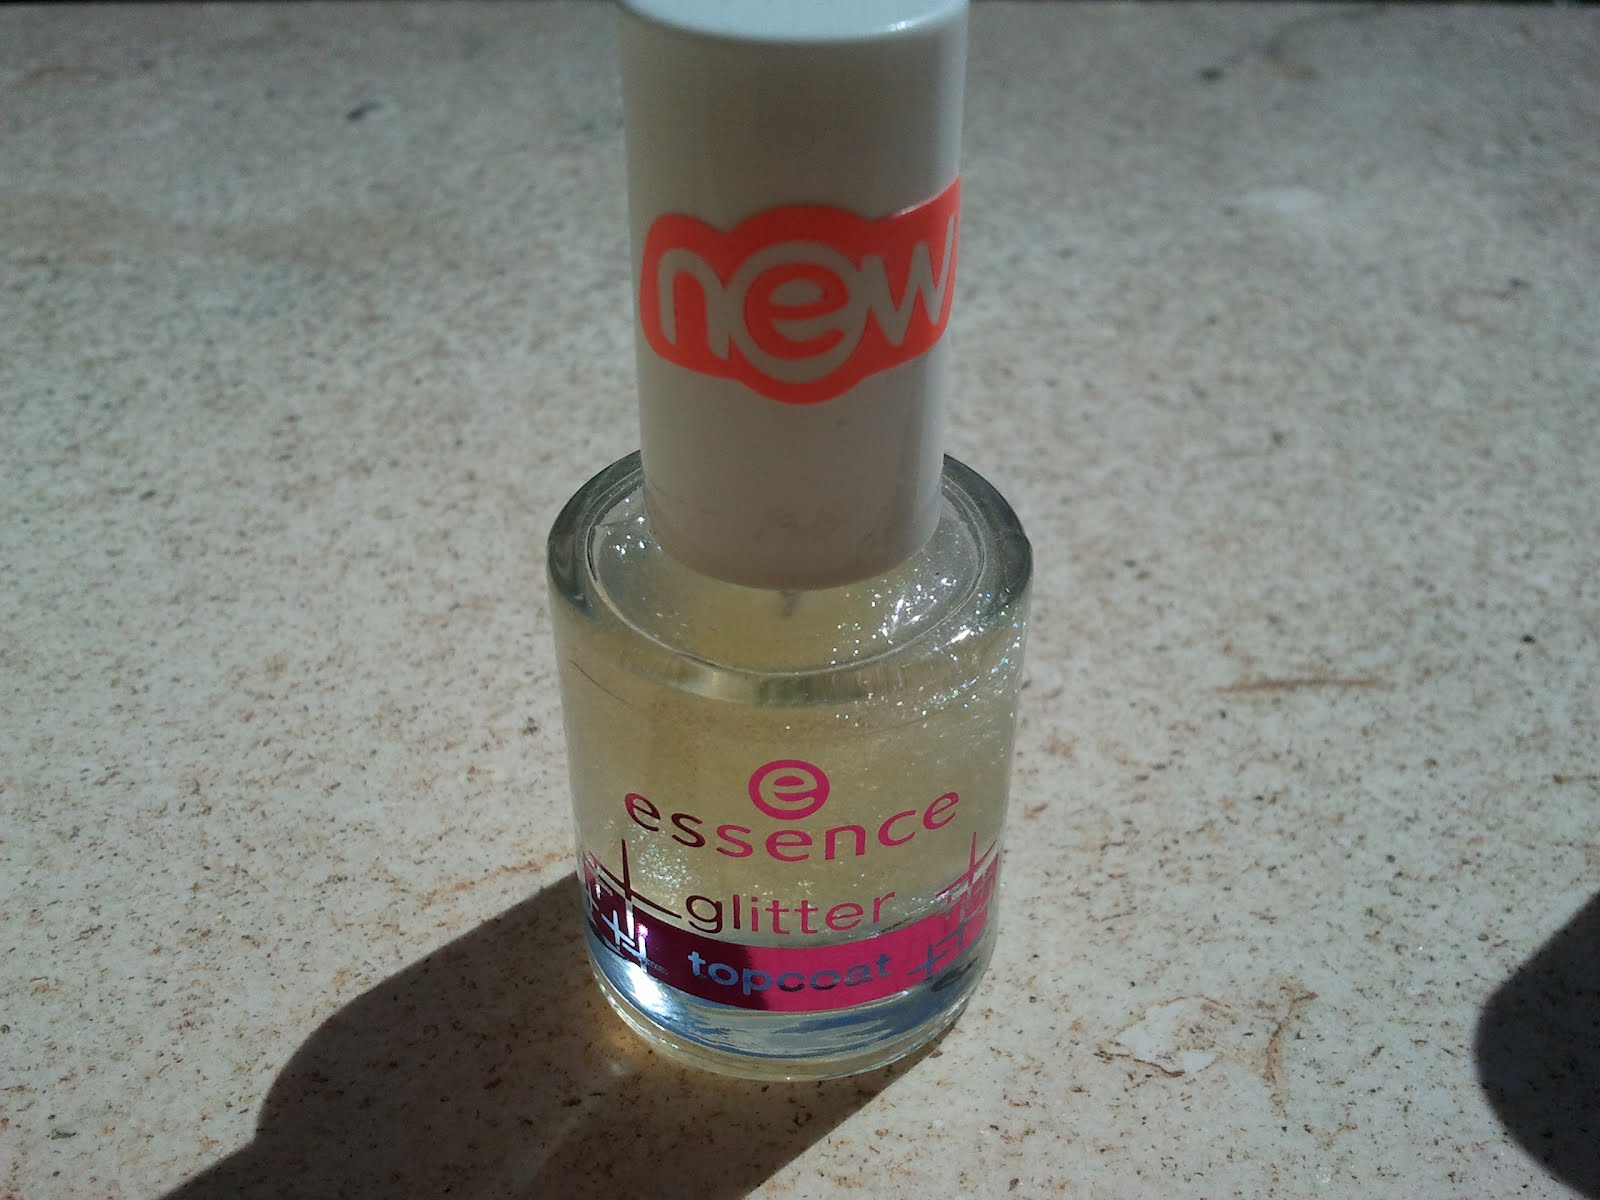 new
e
essence
glitter
topcoat